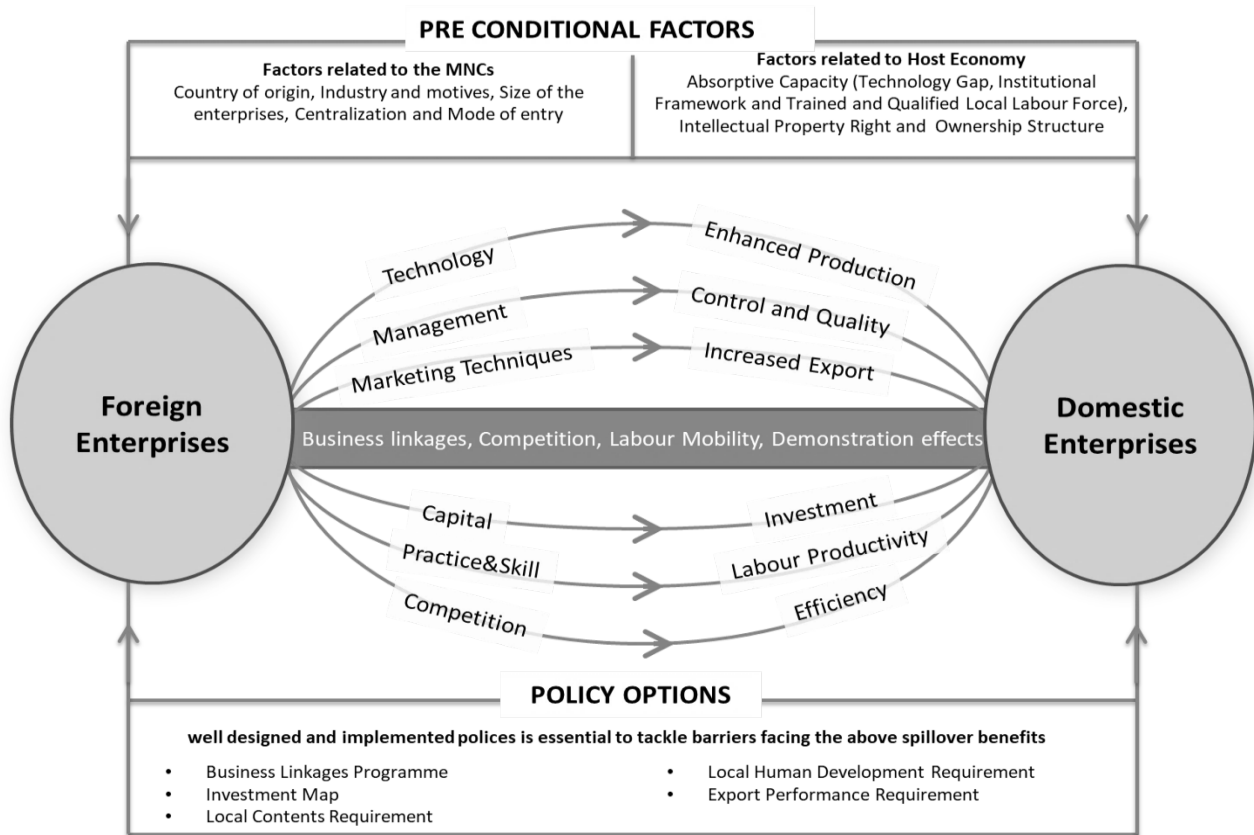 PRE CONDITIONAL FACTORS
Factors related to the MNCs
Country of origin, Industry and motives, Size of the
enterprises, Centralization and Mode of entry
Factors related to Host Economy
Absorptive Capacity (Technology Gap, Institutional
Framework and Trained and Qualified Local Labour Force),
Intellectual Property Right and Ownership Structure
Technology
Enhanced Production
Management
Control and Quality
Marketing Techniques
Increased Export
Foreign
Enterprises
Business linkages, Competition, Labour Mobility, Demonstration effects
Domestic
Enterprises
Capital
Investment
Practice&Skill
Labour Productivity
Competition
Efficiency
POLICY OPTIONS
well designed and implemented polices is essential to tackle barriers facing the above spillover benefits
• Business Linkages Programme
• Investment Map
• Local Contents Requirement
• Local Human Development Requirement
• Export Performance Requirement